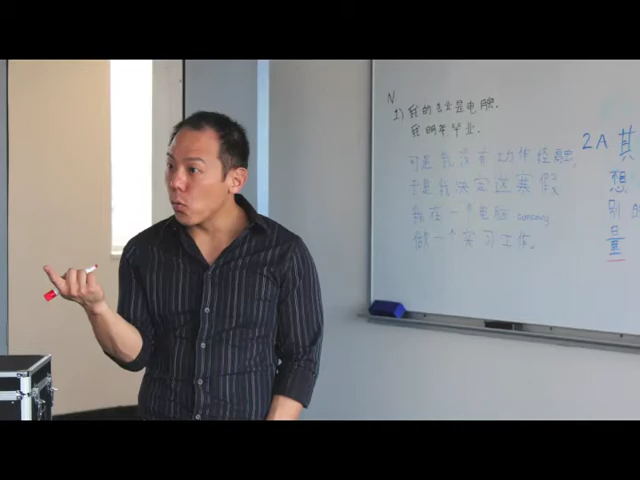 N
1) 我的专业是电脑.
我明年毕业.
可是我没有工作经验,
于是我决定这寒假
我在一个电脑 company
做一个实习工作。
2A 其
想
别的
量